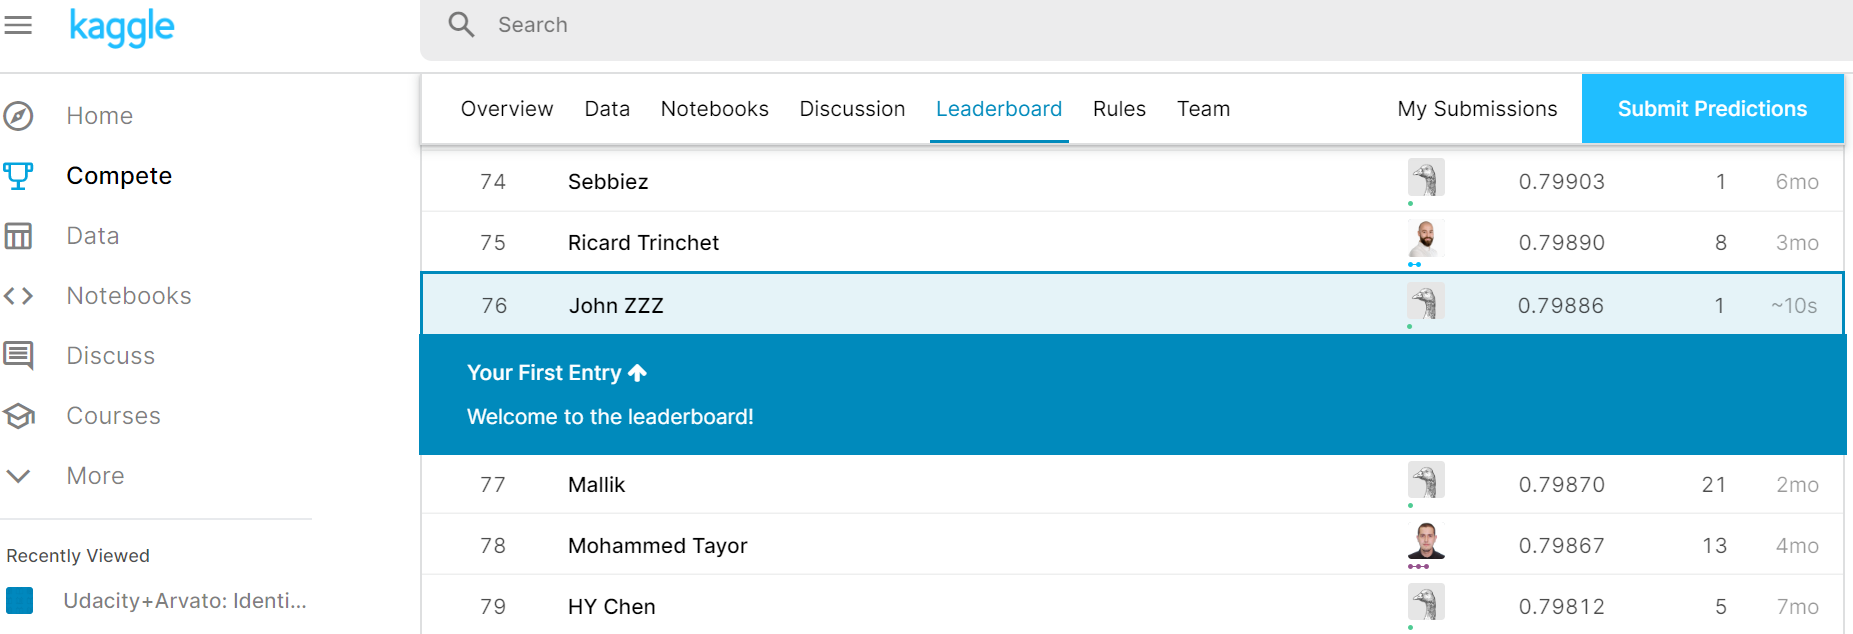 kaggle
Search
Home
Compete
Data
Notebooks
Discuss
Courses
More
Recently Viewed
Udacity+Arvato: Identi...
Overview Data Notebooks Discussion Leaderboard Rules Team My Submissions Submit Predictions
74 Sebbiez 0.79903 1 6mo
75 Ricard Trinchet 0.79890 8 3mo
76 John ZZZ 0.79886 1 ~10s
Your First Entry ↑
Welcome to the leaderboard!
77 Mallik 0.79870 21 2mo
78 Mohammed Tayor 0.79867 13 4mo
79 HY Chen 0.79812 5 7mo